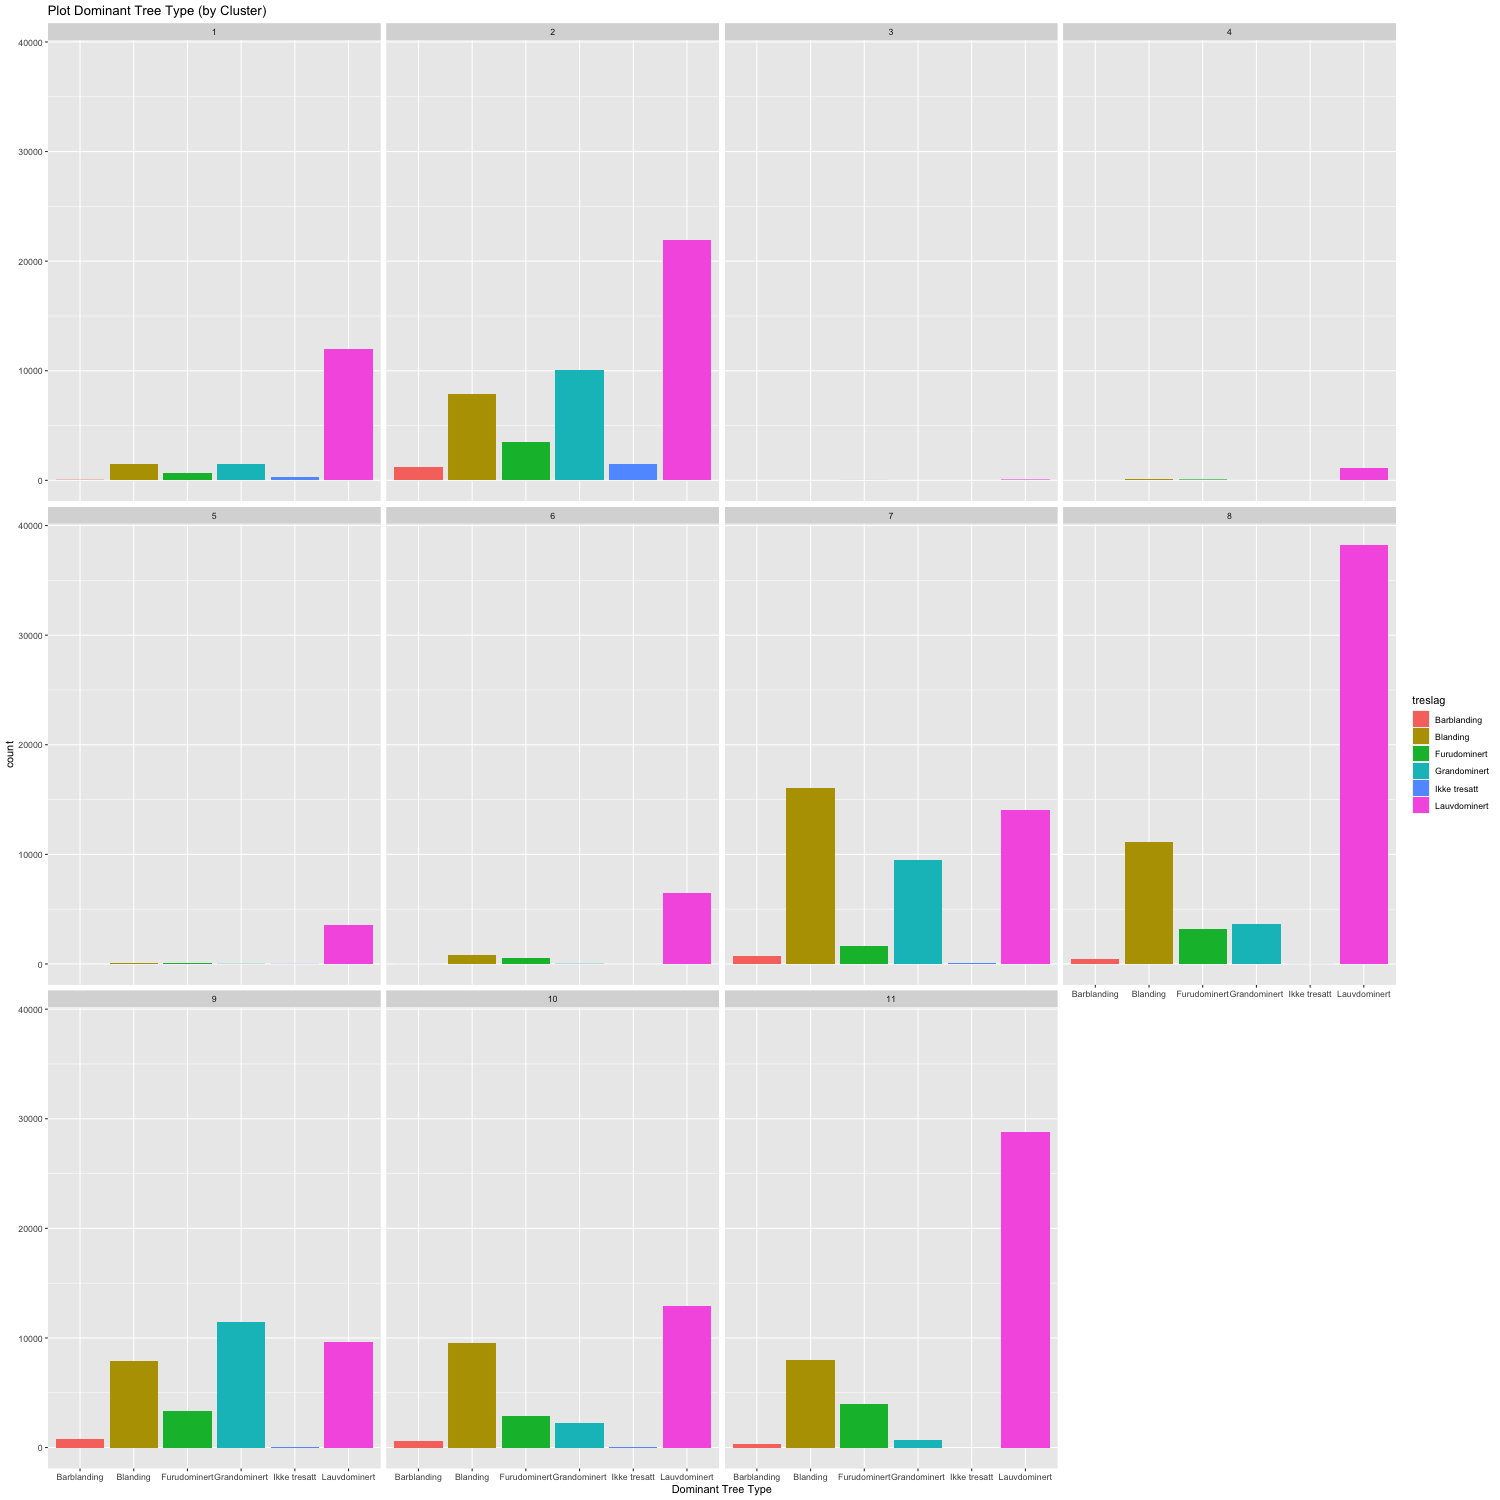 Plot Dominant Tree Type (by Cluster)
1 2 3 4
40000
30000
20000
10000
0
5 6 7 8
40000
30000
20000
10000
0
count
Barblanding Blanding Furudominert Grandominert Ikke tresatt Lauvdominert
9 10 11
40000
30000
20000
10000
0
Barblanding Blanding Furudominert Grandominert Ikke tresatt Lauvdominert Barblanding Blanding Furudominert Grandominert Ikke tresatt Lauvdominert Barblanding Blanding Furudominert Grandominert Ikke tresatt Lauvdominert
Dominant Tree Type
treslag
Barblanding
Blanding
Furudominert
Grandominert
Ikke tresatt
Lauvdominert